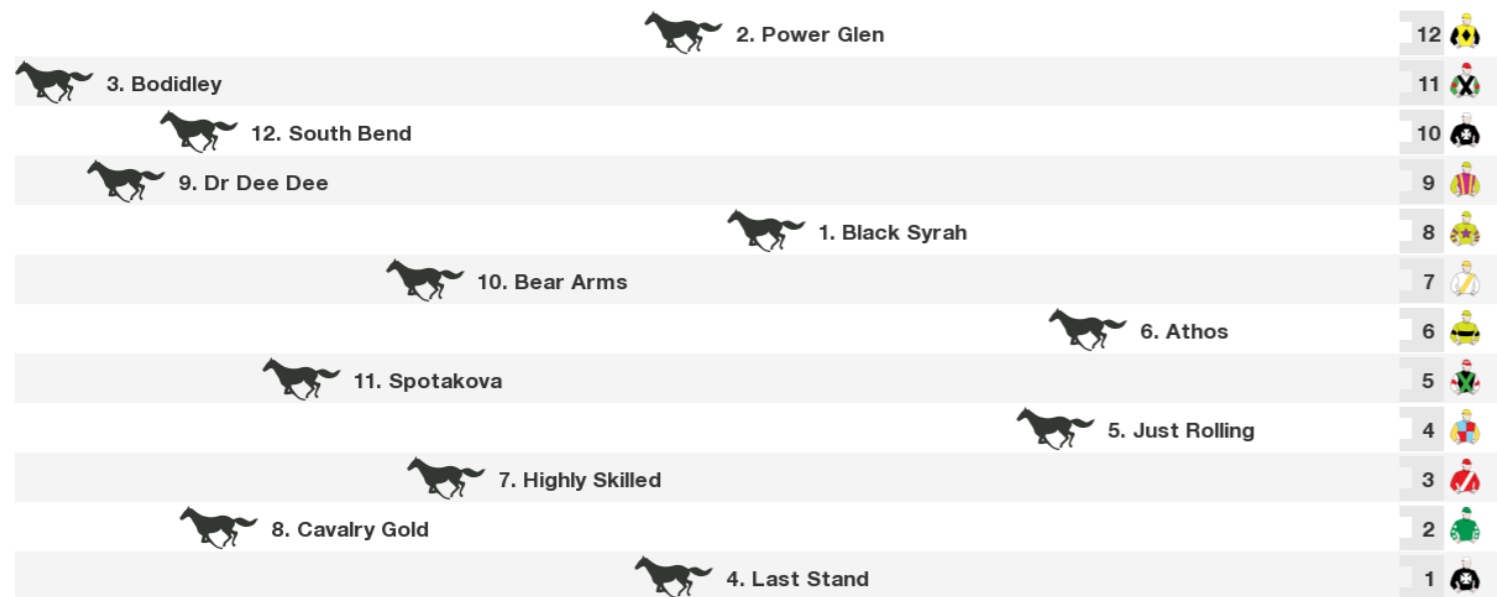 2. Power Glen 12
3. Bodidley 11
12. South Bend 10
9. Dr Dee Dee 9
1. Black Syrah 8
10. Bear Arms 7
6. Athos 6
11. Spotakova 5
5. Just Rolling 4
7. Highly Skilled 3
8. Cavalry Gold 2
4. Last Stand 1